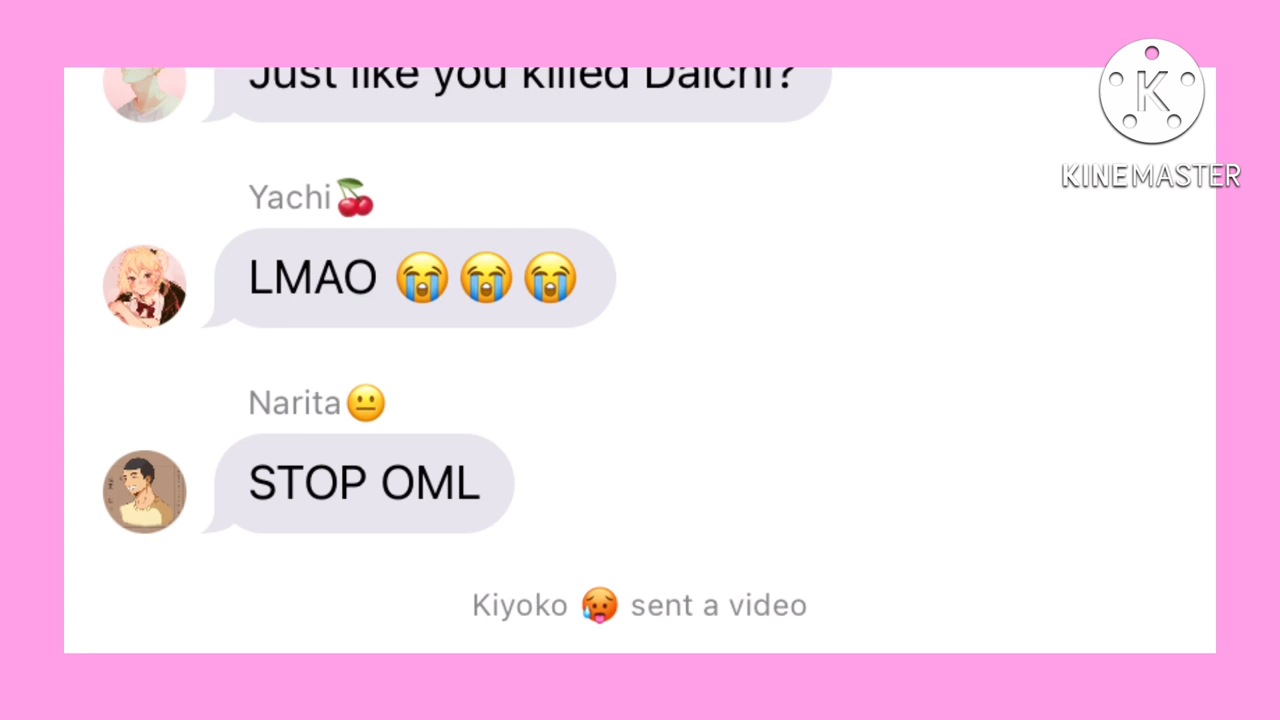 Just like you killed Daichi?
K
KINEMASTER
Yachi🍒
LMAO 😭😭😭
Narita😐
STOP OML
Kiyoko 🥵 sent a video